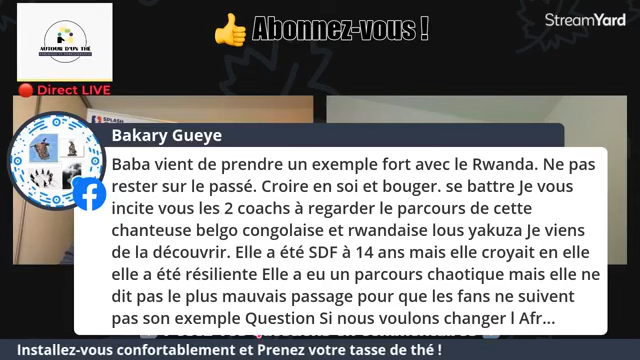 👍 Abonnez-vous !
StreamYard
AUTOUR D'UN THÉ
🔴 Direct LIVE
SPLASH
Bakary Gueye
Baba vient de prendre un exemple fort avec le Rwanda. Ne pas
rester sur le passé. Croire en soi et bouger. se battre Je vous
incite vous les 2 coachs à regarder le parcours de cette
chanteuse belgo congolaise et rwandaise lous yakuza Je viens
de la découvrir. Elle a été SDF à 14 ans mais elle croyait en elle
elle a été résiliente Elle a eu un parcours chaotique mais elle ne
dit pas le plus mauvais passage pour que les fans ne suivent
pas son exemple Question Si nous voulons changer l Afr...
Installez-vous confortablement et Prenez votre tasse de thé !